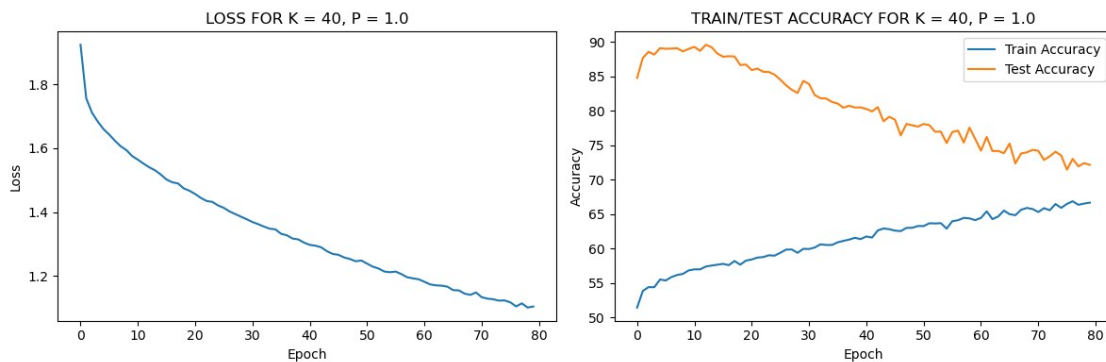 LOSS FOR K = 40, P = 1.0
1.8
1.6
1.4
1.2
Loss
0 10 20 30 40 50 60 70 80
Epoch
TRAIN/TEST ACCURACY FOR K = 40, P = 1.0
90
85
80
75
70
65
60
55
50
Accuracy
Train Accuracy
Test Accuracy
0 10 20 30 40 50 60 70 80
Epoch